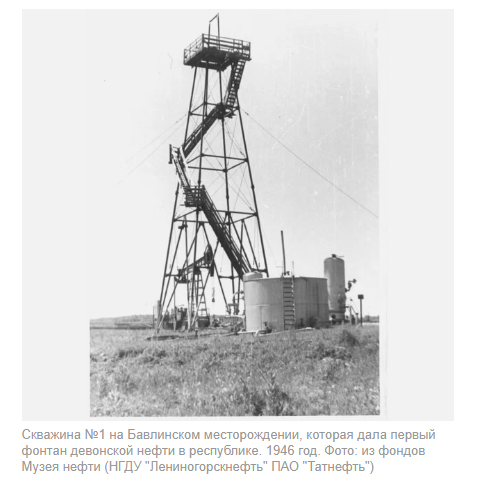 Скважина №1 на Бавлинском месторождении, которая дала первый
фонтан девонской нефти в республике. 1946 год. Фото: из фондов
Музея нефти (НГДУ "Лениногорскнефть" ПАО "Татнефть")